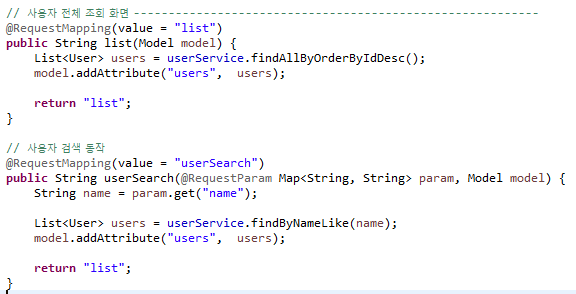 // 사용자 전체 조회 화면 ----------------------------------------------------------
@RequestMapping(value = "list")
public String list(Model model) {
    List<User> users = userService.findAllByOrderByIdDesc();
    model.addAttribute("users",  users);

    return "list";
}

// 사용자 검색 동작
@RequestMapping(value = "userSearch")
public String userSearch(@RequestParam Map<String, String> param, Model model) {
    String name = param.get("name");

    List<User> users = userService.findByNameLike(name);
    model.addAttribute("users",  users);

    return "list";
}